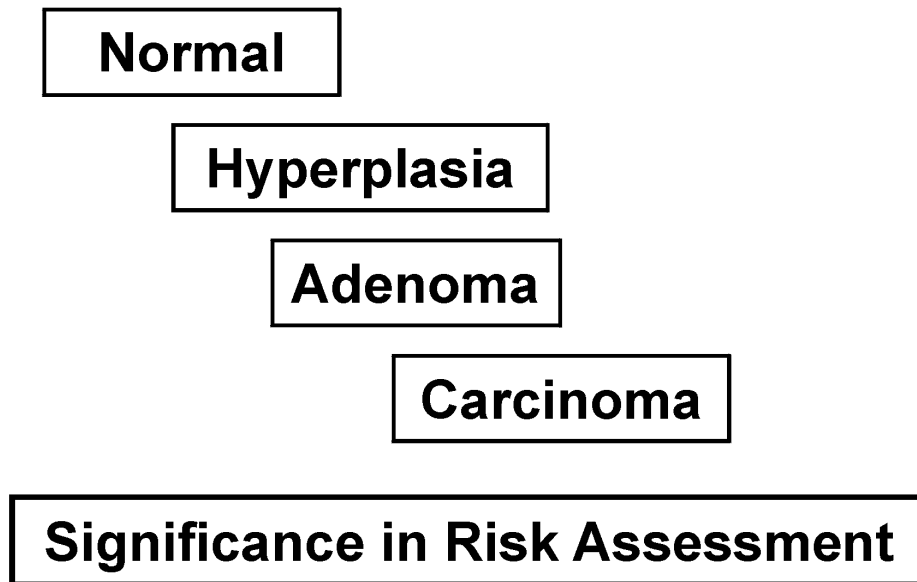 Normal
Hyperplasia
Adenoma
Carcinoma
Significance in Risk Assessment